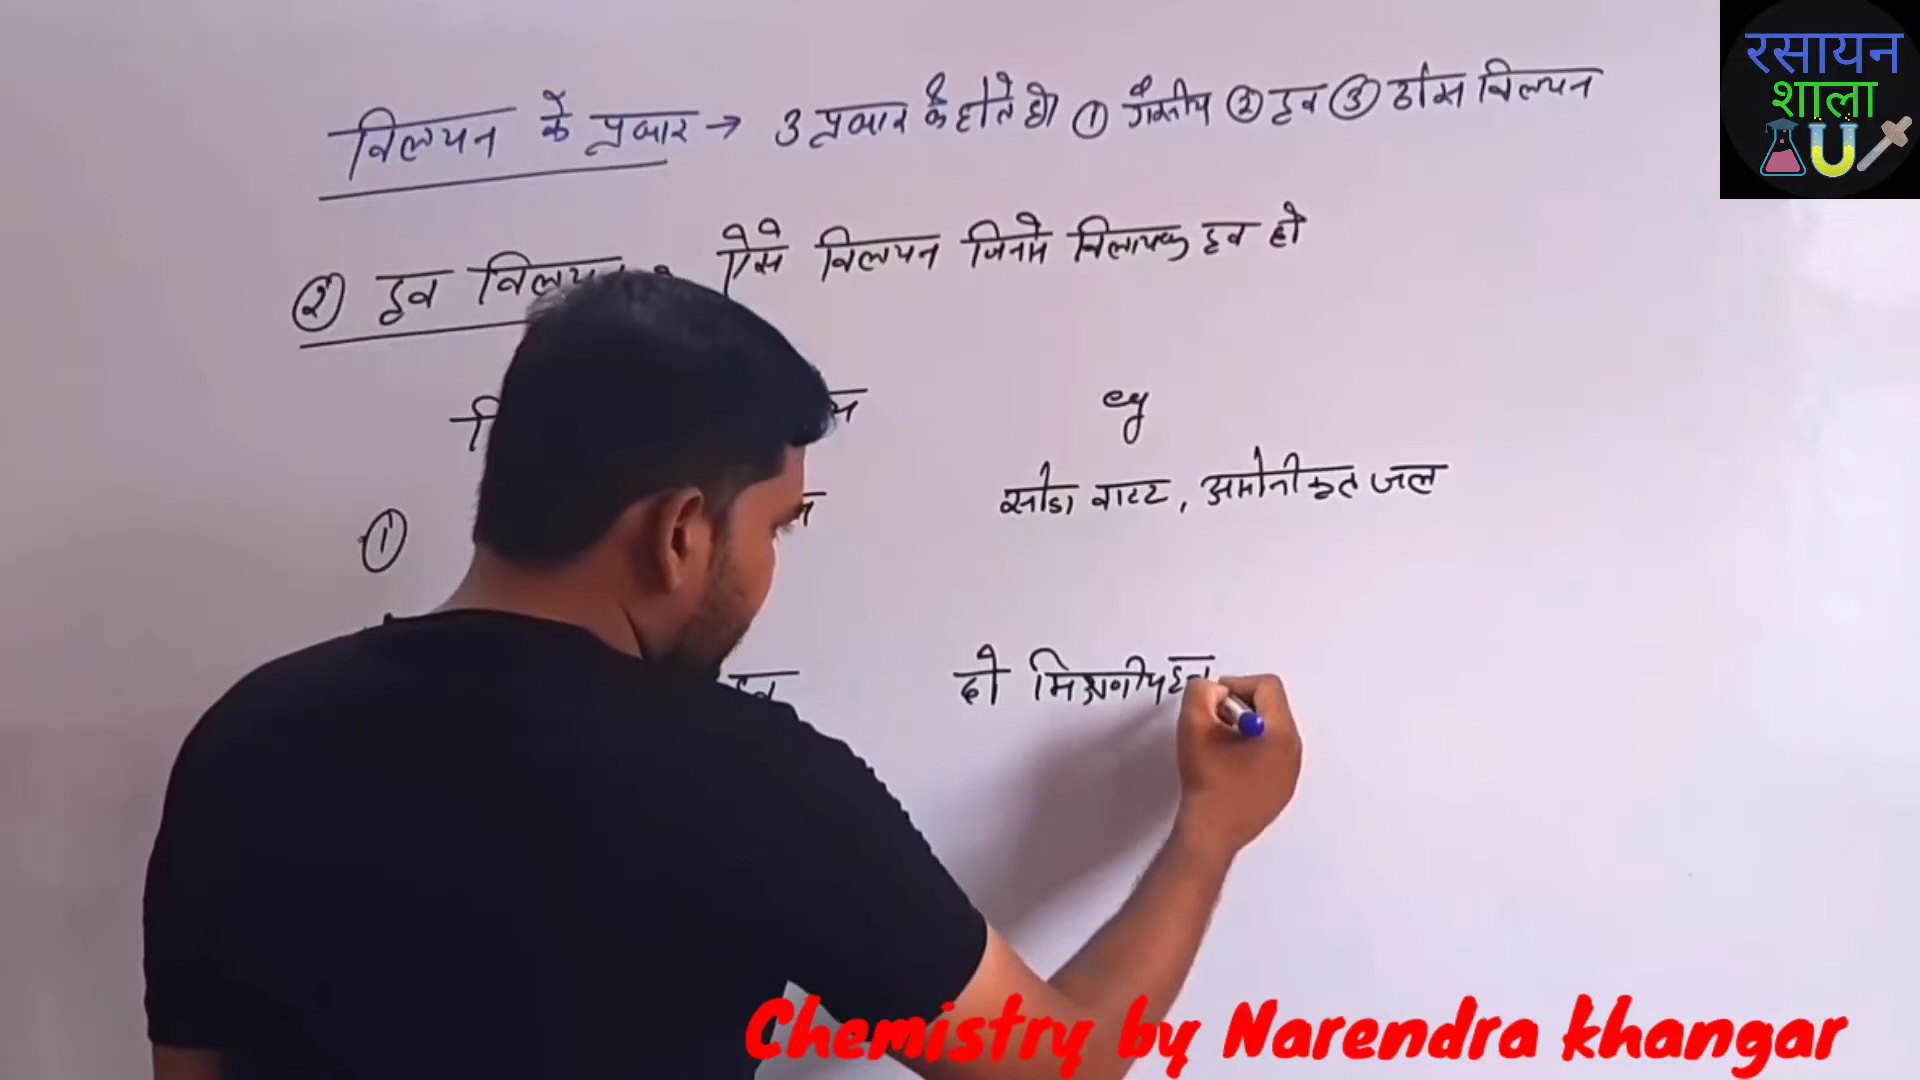 रसायन
शाला
विलयन के प्रकार → 3 प्रकार के होते है। ① गैसीय ② द्रव ③ ठोस विलयन
② द्रव विलयन ऐसे विलयन जिनमे विलायक द्रव हो
eg
① सोडा वाटर, अमोनीकृत जल
द्रव दो मिश्रणीय द्रव
Chemistry by Narendra khangar